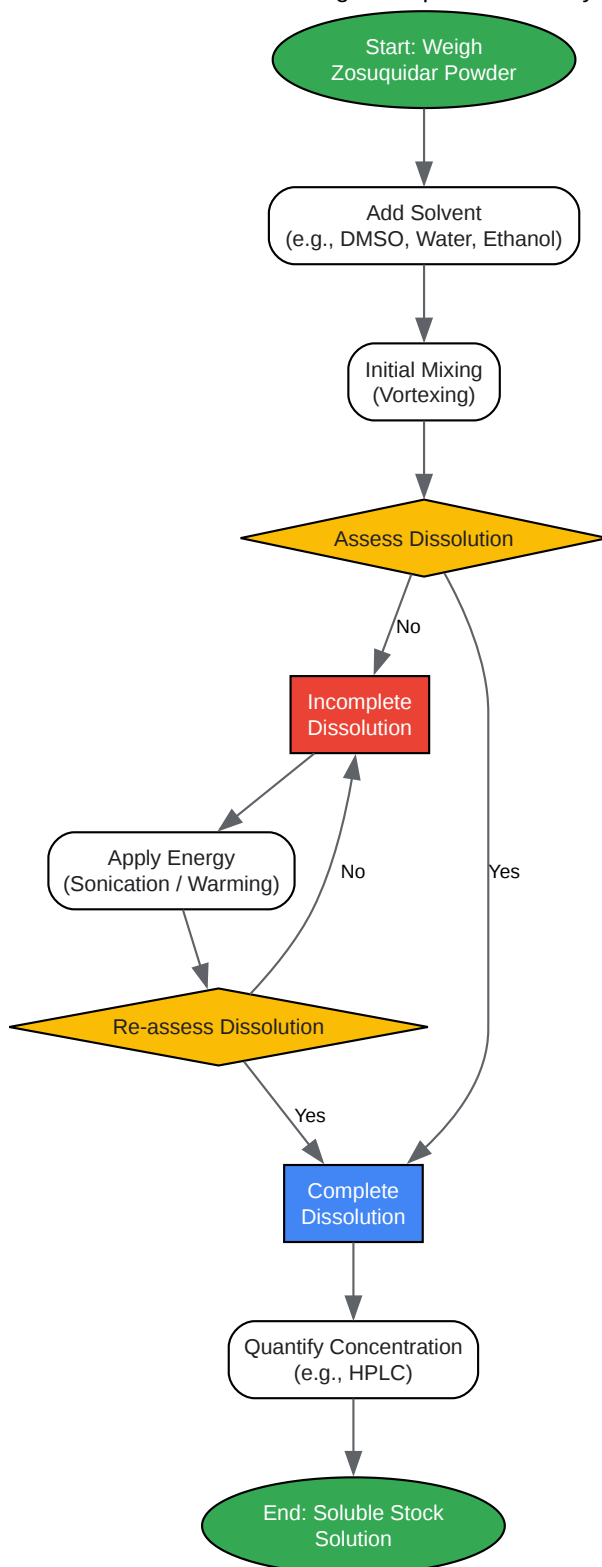 Start: Weigh
Zosuquidar Powder
Add Solvent
(e.g., DMSO, Water, Ethanol)
Initial Mixing
(Vortexing)
Assess Dissolution
No
Incomplete
Dissolution
Apply Energy
(Sonication / Warming)
No
Yes
Re-assess Dissolution
Yes
Complete
Dissolution
Quantify Concentration
(e.g., HPLC)
End: Soluble Stock
Solution